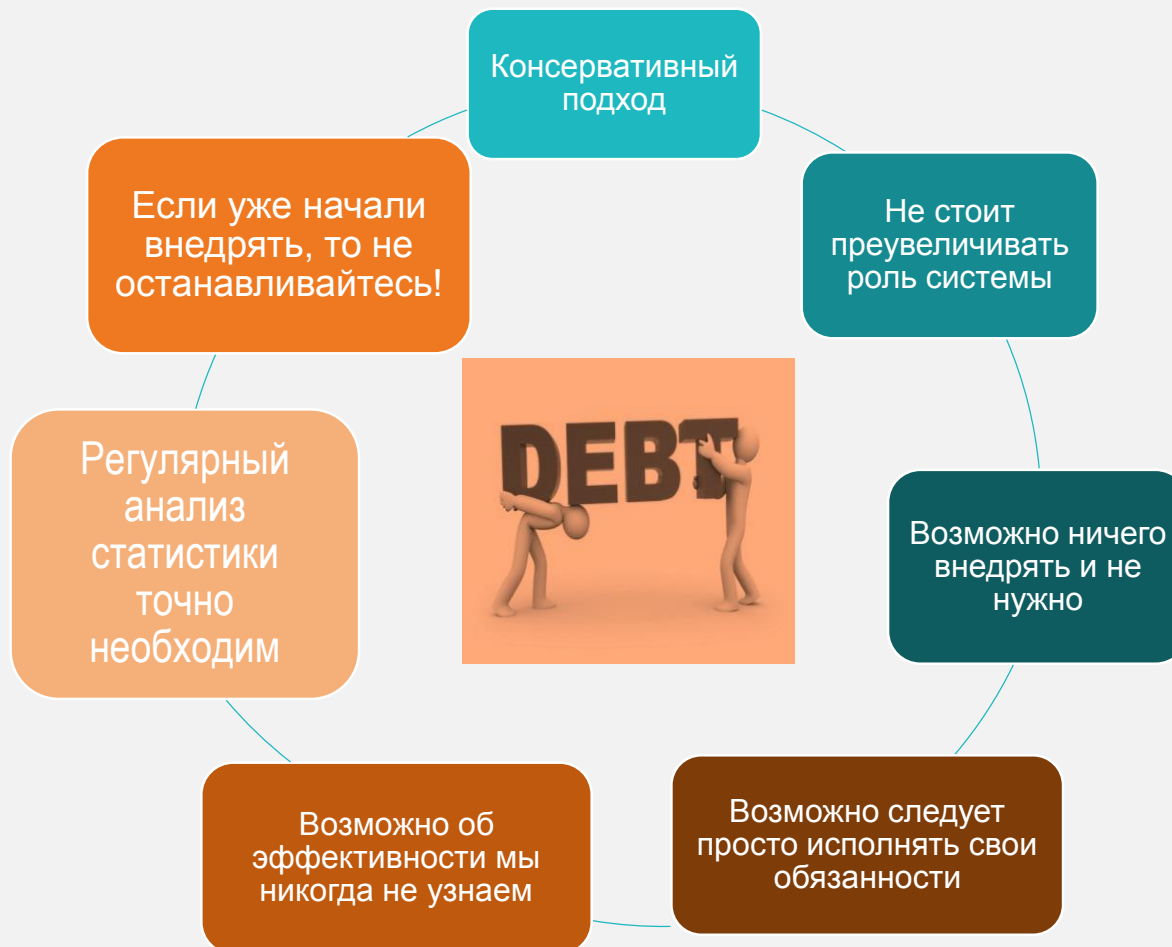 Консервативный
подход
Не стоит
преувеличивать
роль системы
Возможно ничего
внедрять и не
нужно
Возможно следует
просто исполнять свои
обязанности
Возможно об
эффективности мы
никогда не узнаем
Регулярный
анализ
статистики
точно
необходим
Если уже начали
внедрять, то не
останавливайтесь!
DEBT